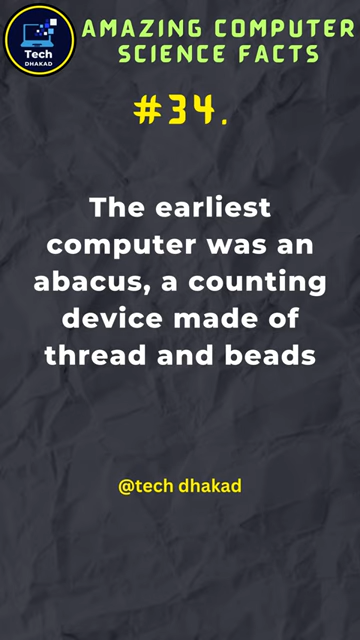 Tech
DHAKAD
AMAZING COMPUTER
SCIENCE FACTS
#34.
The earliest
computer was an
abacus, a counting
device made of
thread and beads
@tech dhakad